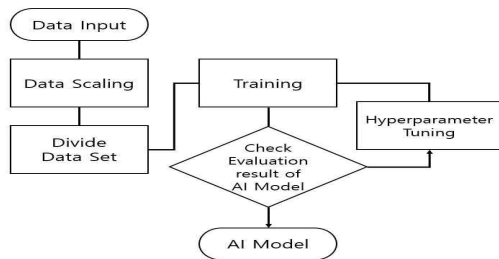 Data Input
Data Scaling
Divide
Data Set
Training
Check
Evaluation
result of
AI Model
Hyperparameter
Tuning
AI Model